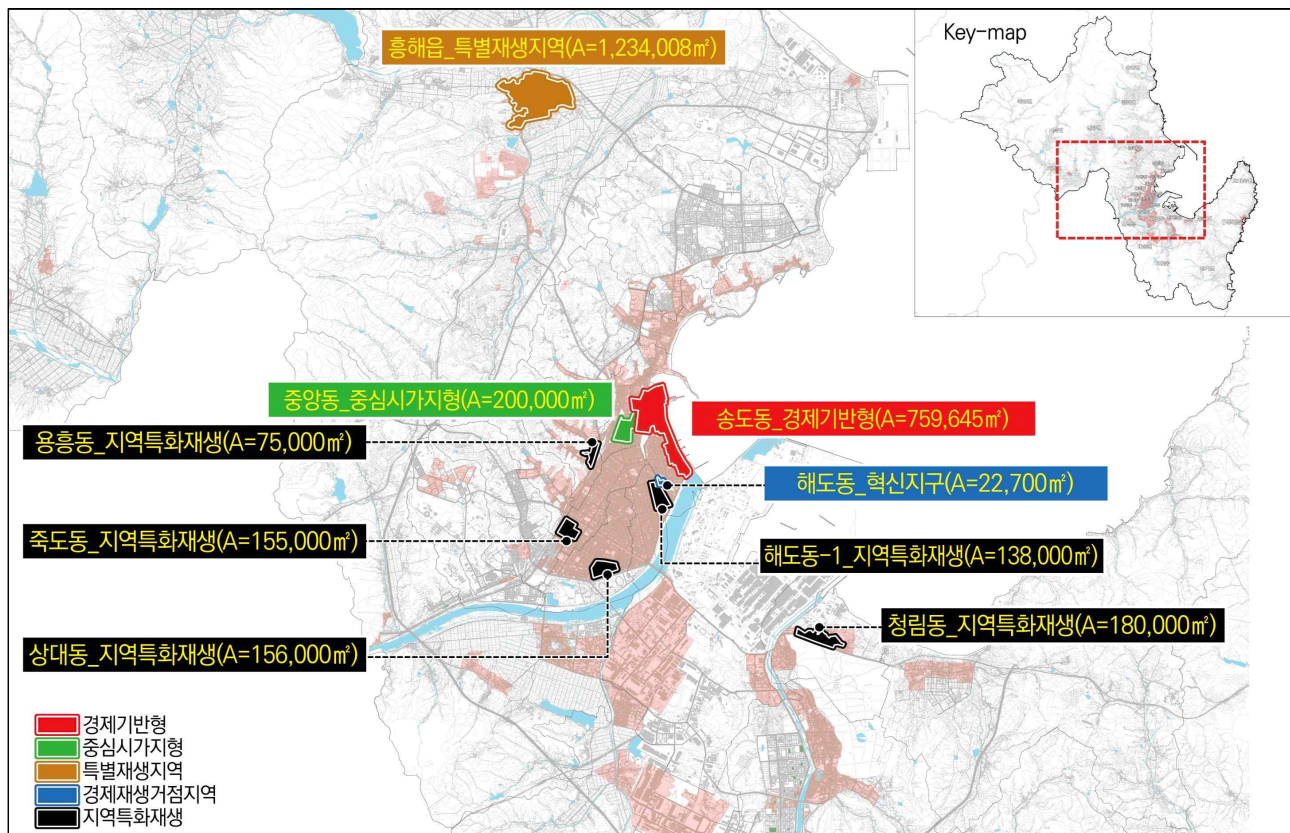 흥해읍_특별재생지역(A=1,234,008㎡)
Key-map
중앙동_중심시가지형(A=200,000㎡)
송도동_경제기반형(A=759,645㎡)
용흥동_지역특화재생(A=75,000㎡)
해도동_혁신지구(A=22,700㎡)
죽도동_지역특화재생(A=155,000㎡)
해도동-1_지역특화재생(A=138,000㎡)
청림동_지역특화재생(A=180,000㎡)
상대동_지역특화재생(A=156,000㎡)
경제기반형
중심시가지형
특별재생지역
경제재생거점지역
지역특화재생